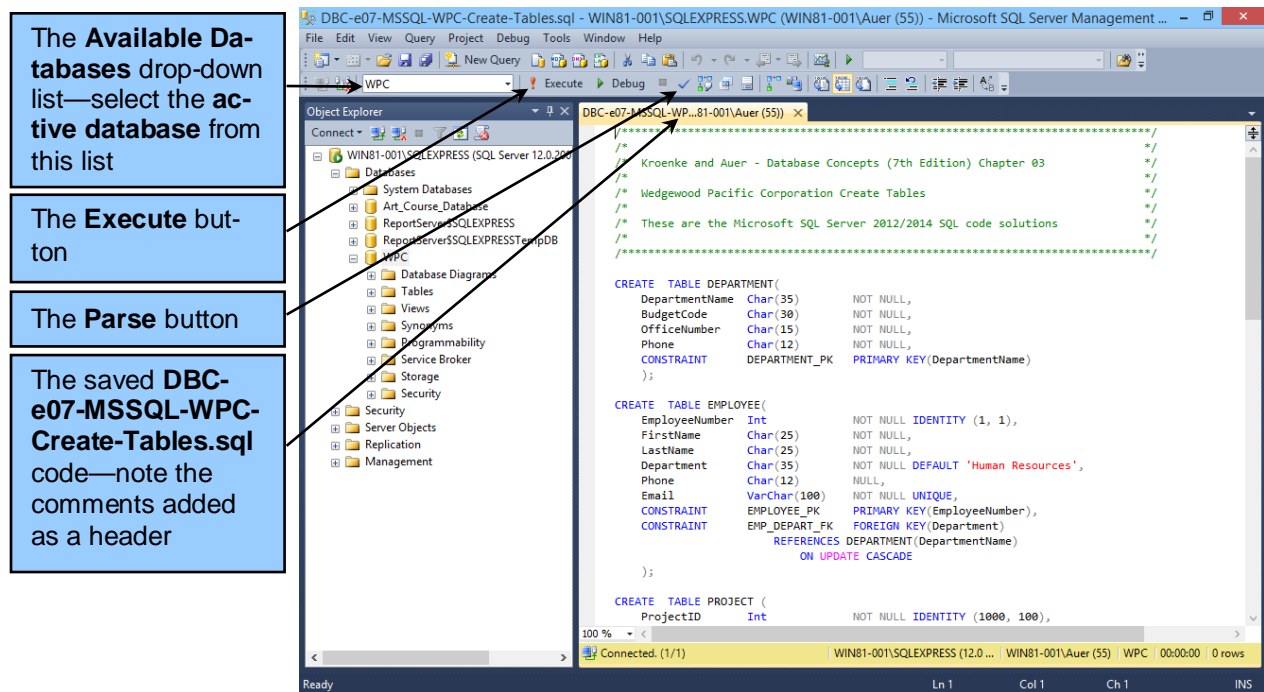 The Available Da-
tabases drop-down
list—select the ac-
tive database from
this list
The Execute but-
ton
The Parse button
The saved DBC-
e07-MSSQL-WPC-
Create-Tables.sql
code—note the
comments added
as a header
DBC-e07-MSSQL-WPC-Create-Tables.sql - WIN81-001\SQLEXPRESS.WPC (WIN81-001\Auer (55)) - Microsoft SQL Server Management ...
File Edit View Query Project Debug Tools Window Help
New Query
WPC
Execute
Debug
Object Explorer
Connect
WIN81-001\SQLEXPRESS (SQL Server 12.0.200
Databases
System Databases
Art_Course_Database
ReportServer$SQLEXPRESS
ReportServer$SQLEXPRESSTempDB
WPC
Database Diagrams
Tables
Views
Synonyms
Programmability
Service Broker
Storage
Security
Security
Server Objects
Replication
Management
DBC-e07-MSSQL-WP...81-001\Auer (55))
/******************************************************************************/
/* */
/* Kroenke and Auer - Database Concepts (7th Edition) Chapter 03 */
/* */
/* Wedgewood Pacific Corporation Create Tables */
/* */
/* These are the Microsoft SQL Server 2012/2014 SQL code solutions */
/* */
/******************************************************************************/
CREATE TABLE DEPARTMENT(
DepartmentName Char(35) NOT NULL,
BudgetCode Char(30) NOT NULL,
OfficeNumber Char(15) NOT NULL,
Phone Char(12) NOT NULL,
CONSTRAINT DEPARTMENT_PK PRIMARY KEY(DepartmentName)
);
CREATE TABLE EMPLOYEE(
EmployeeNumber Int NOT NULL IDENTITY (1, 1),
FirstName Char(25) NOT NULL,
LastName Char(25) NOT NULL,
Department Char(35) NOT NULL DEFAULT 'Human Resources',
Phone Char(12) NULL,
Email VarChar(100) NOT NULL UNIQUE,
CONSTRAINT EMPLOYEE_PK PRIMARY KEY(EmployeeNumber),
CONSTRAINT EMP_DEPART_FK FOREIGN KEY(Department)
REFERENCES DEPARTMENT(DepartmentName)
ON UPDATE CASCADE
);
CREATE TABLE PROJECT (
ProjectID Int NOT NULL IDENTITY (1000, 100),
100 %
Connected. (1/1)
WIN81-001\SQLEXPRESS (12.0 ...
WIN81-001\Auer (55)
WPC
00:00:00
0 rows
Ready
Ln 1
Col 1
Ch 1
INS